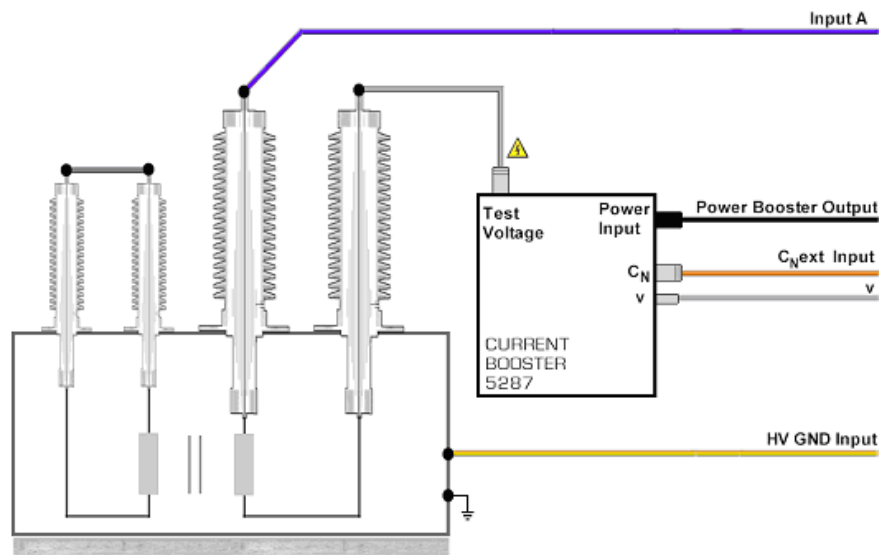 Input A
Test
Voltage
Power
Input
Power Booster Output
CN
CNext Input
v
v
CURRENT
BOOSTER
5287
HV GND Input